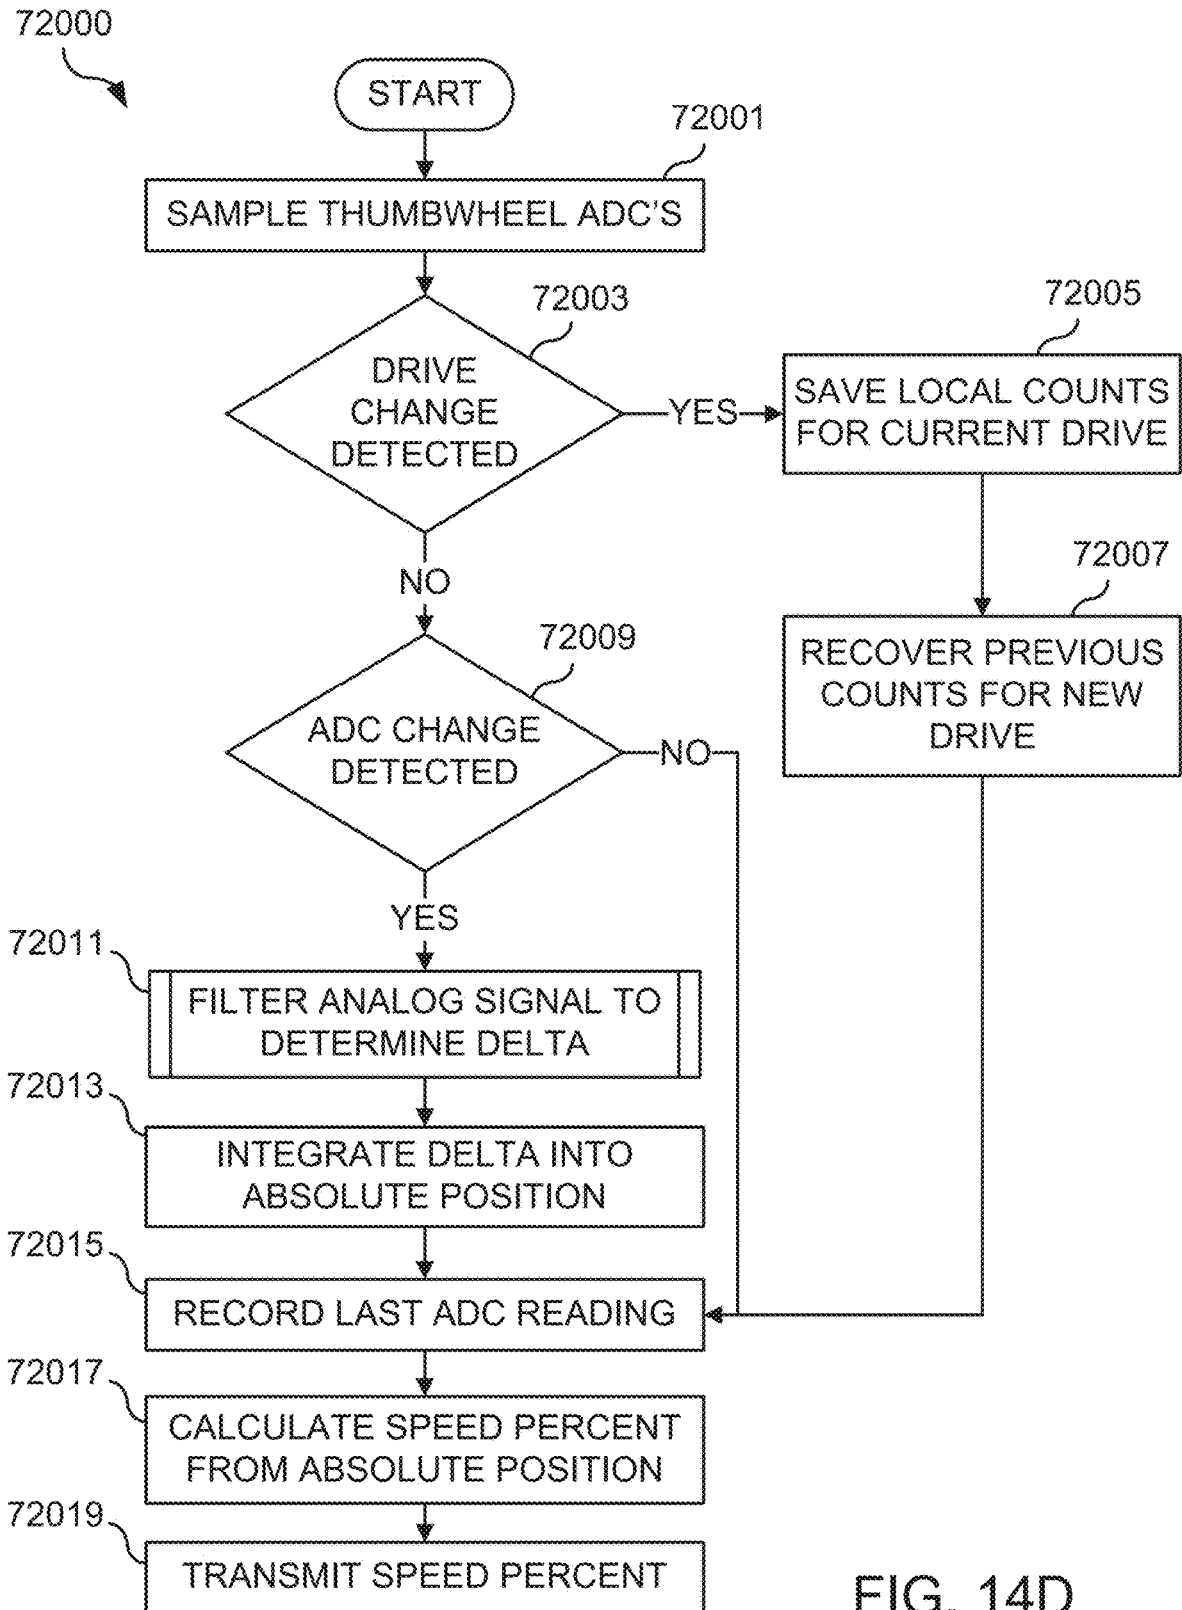 72000
START
72001
SAMPLE THUMBWHEEL ADC'S
72003
DRIVE
CHANGE
DETECTED
YES
72005
SAVE LOCAL COUNTS
FOR CURRENT DRIVE
NO
72007
RECOVER PREVIOUS
COUNTS FOR NEW
DRIVE
72009
ADC CHANGE
DETECTED
NO
YES
72011
FILTER ANALOG SIGNAL TO
DETERMINE DELTA
72013
INTEGRATE DELTA INTO
ABSOLUTE POSITION
72015
RECORD LAST ADC READING
72017
CALCULATE SPEED PERCENT
FROM ABSOLUTE POSITION
72019
TRANSMIT SPEED PERCENT
FIG. 14D